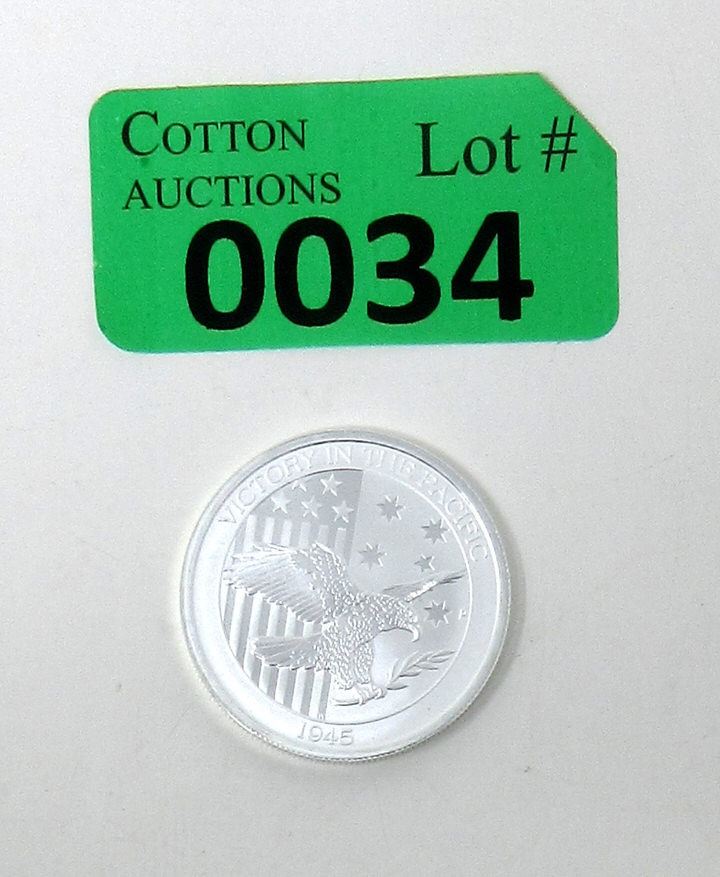 COTTON
AUCTIONS
Lot #
0034
VICTORY IN THE PACIFIC
P
1945